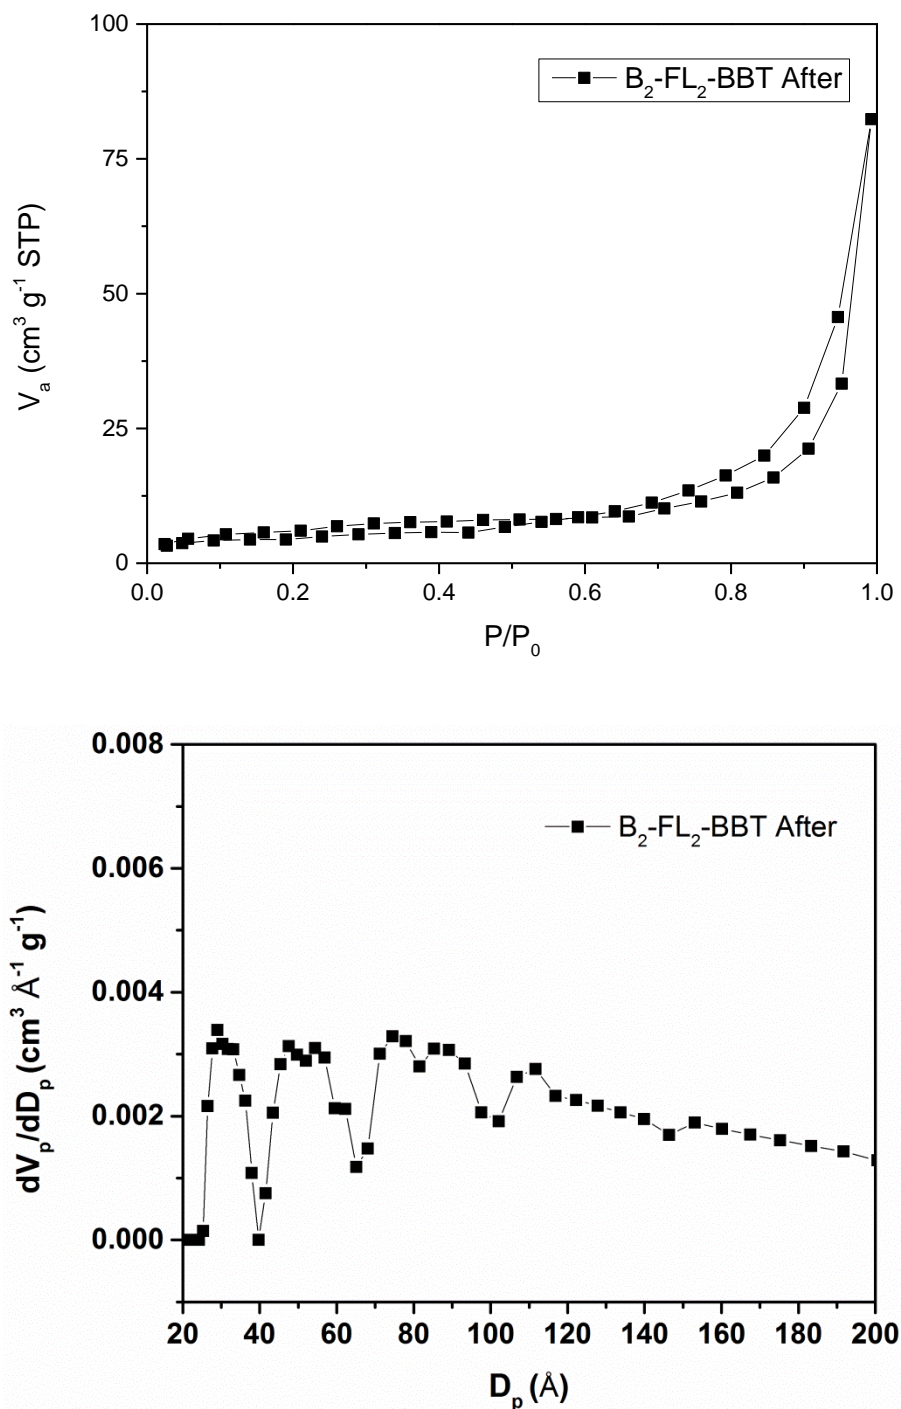 100
B₂-FL₂-BBT After
75
Vₐ (cm³ g⁻¹ STP)
50
25
0
0.0 0.2 0.4 0.6 0.8 1.0
P/P₀
0.008
B₂-FL₂-BBT After
0.006
dVₚ/dDₚ (cm³ Å⁻¹ g⁻¹)
0.004
0.002
0.000
20 40 60 80 100 120 140 160 180 200
Dₚ (Å)